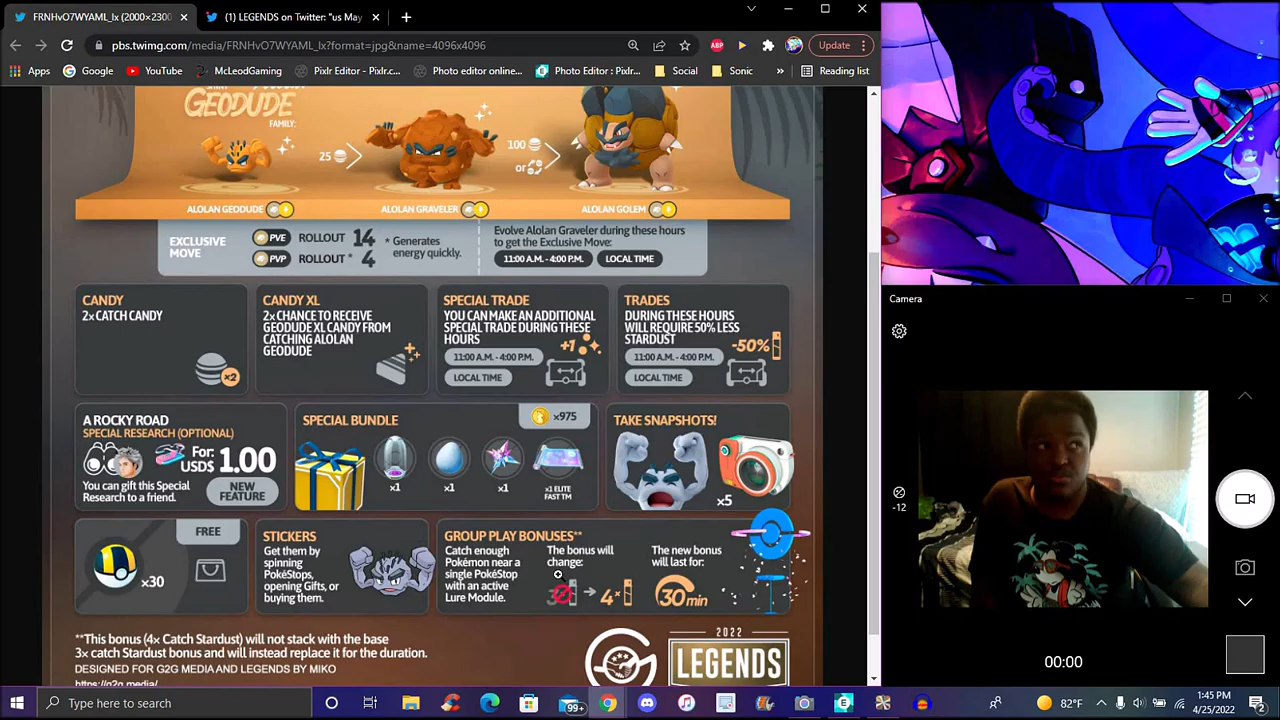 FRNHvO7WYAML_lx (2000×2300
(1) LEGENDS on Twitter: "us May
pbs.twimg.com/media/FRNHvO7WYAML_lx?format=jpg&name=4096x4096
ABP
Update
Apps
Google
YouTube
McLeodGaming
Pixlr Editor - Pixlr.c...
Photo editor online...
Photo Editor : Pixlr...
Social
Sonic
»
Reading list
GEODUDE
FAMILY:
25
100
or
ALOLAN GEODUDE
ALOLAN GRAVELER
ALOLAN GOLEM
EXCLUSIVE
MOVE
PVE ROLLOUT 14
PVP ROLLOUT * 4
* Generates
energy quickly.
Evolve Alolan Graveler during these hours
to get the Exclusive Move:
11:00 A.M. - 4:00 P.M. LOCAL TIME
CANDY
2x CATCH CANDY
×2
CANDY XL
2x CHANCE TO RECEIVE
GEODUDE XL CANDY FROM
CATCHING ALOLAN
GEODUDE
SPECIAL TRADE
YOU CAN MAKE AN ADDITIONAL
SPECIAL TRADE DURING THESE
HOURS
+1
11:00 A.M. - 4:00 P.M.
LOCAL TIME
TRADES
DURING THESE HOURS
WILL REQUIRE 50% LESS
STARDUST
-50%
11:00 A.M. - 4:00 P.M.
LOCAL TIME
A ROCKY ROAD
SPECIAL RESEARCH (OPTIONAL)
For:
USD$ 1.00
You can gift this Special
Research to a friend.
NEW
FEATURE
SPECIAL BUNDLE
x975
x1
x1
x1
x1 ELITE
FAST TM
TAKE SNAPSHOTS!
x5
FREE
x30
STICKERS
Get them by
spinning
PokéStops,
opening Gifts, or
buying them.
GROUP PLAY BONUSES**
Catch enough
Pokémon near a
single PokéStop
with an active
Lure Module.
The bonus will
change:
4×
The new bonus
will last for:
30 min
**This bonus (4x Catch Stardust) will not stack with the base
3x catch Stardust bonus and will instead replace it for the duration.
DESIGNED FOR G2G MEDIA AND LEGENDS BY MIKO
https://g2g.media/
2022
LEGENDS
Camera
-12
00:00
Type here to search
99+
82°F
1:45 PM
4/25/2022
2